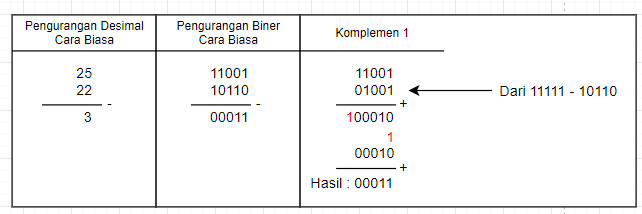 Pengurangan Desimal
Cara Biasa
Pengurangan Biner
Cara Biasa
Komplemen 1
25
22
-
3
11001
10110
-
00011
11001
01001
+
Dari 11111 - 10110
100010
1
00010
+
Hasil : 00011